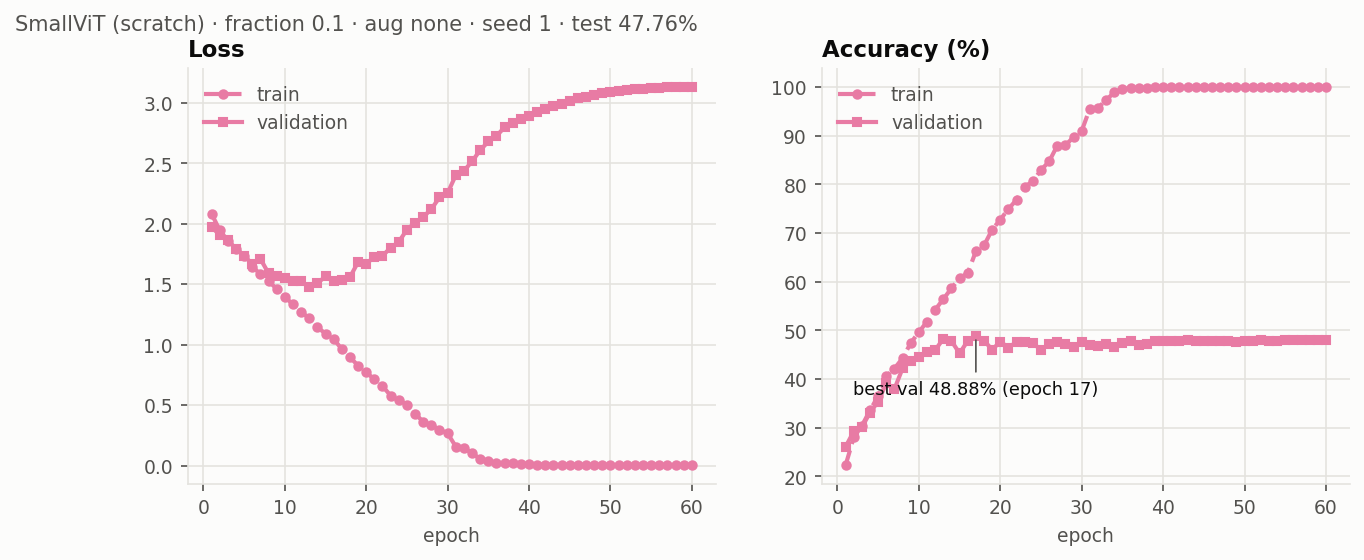 SmallViT (scratch) · fraction 0.1 · aug none · seed 1 · test 47.76%
Loss
train
validation
3.0
2.5
2.0
1.5
1.0
0.5
0.0
0 10 20 30 40 50 60
epoch
Accuracy (%)
train
validation
100
90
80
70
60
50
40
30
20
best val 48.88% (epoch 17)
0 10 20 30 40 50 60
epoch